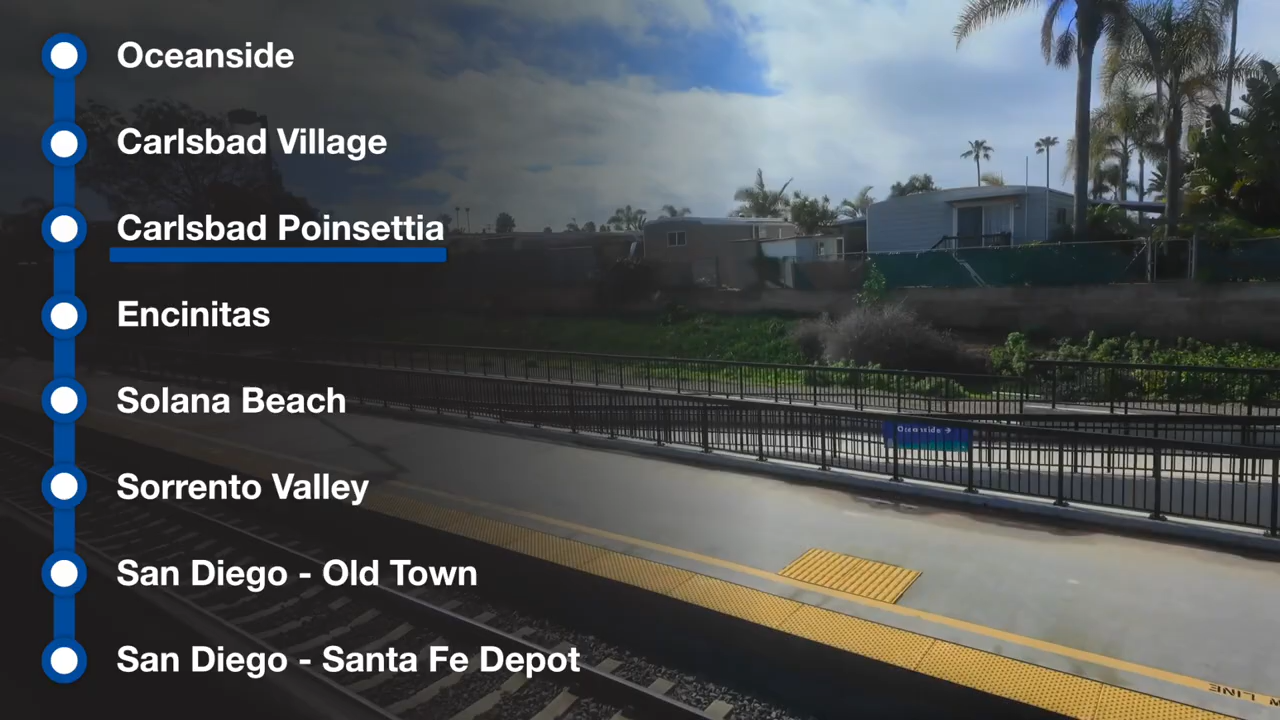 Oceanside
Carlsbad Village
Carlsbad Poinsettia
Encinitas
Solana Beach
Sorrento Valley
San Diego - Old Town
San Diego - Santa Fe Depot
Oceanside →
LINE